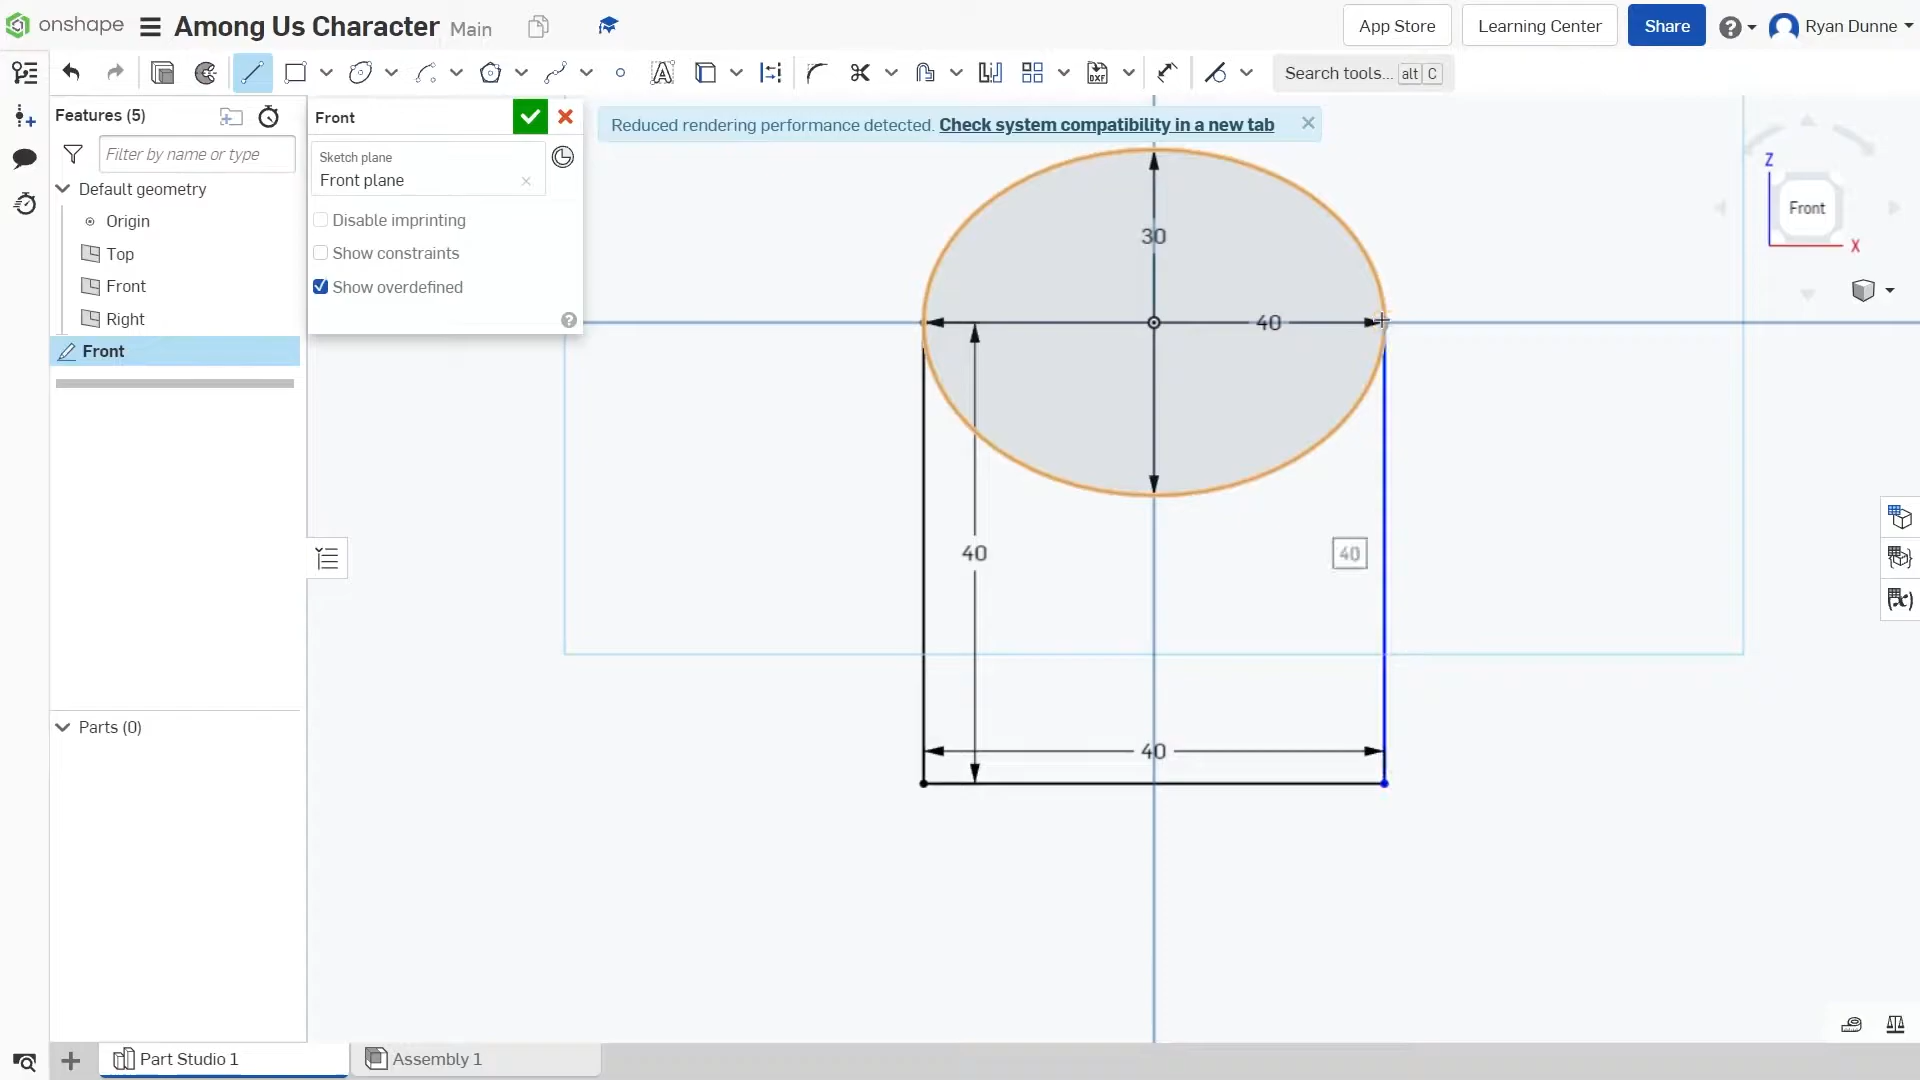 onshape
Among Us Character
Main
App Store
Learning Center
Share
Ryan Dunne
Search tools... alt C
DXF
Features (5)
Filter by name or type
Default geometry
Origin
Top
Front
Right
Front
Parts (0)
Front
Sketch plane
Front plane
Disable imprinting
Show constraints
Show overdefined
Reduced rendering performance detected. Check system compatibility in a new tab
30
40
40
40
40
Z
Front
X
(x)
Part Studio 1
Assembly 1